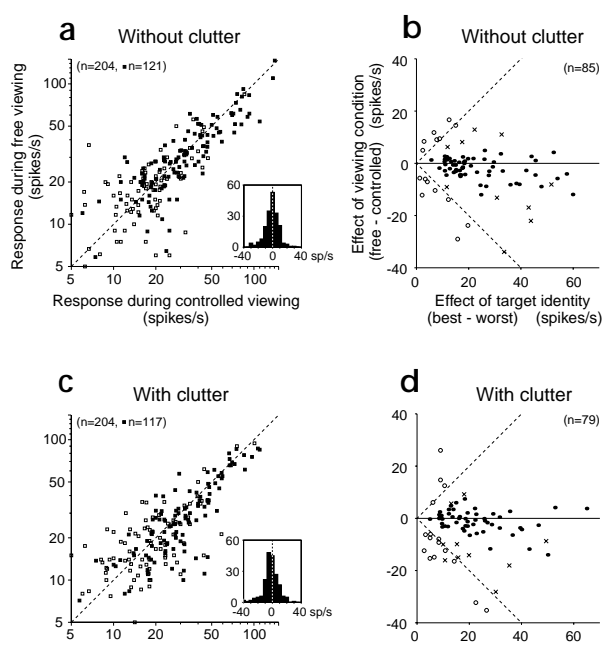 a
Without clutter
(n=204, ▪n=121)
Response during free viewing
(spikes/s)
100
50
30
20
10
5
5 10 20 50 100
60
30
0
-40 0 40 sp/s
Response during controlled viewing
(spikes/s)
b
Without clutter
(n=85)
Effect of viewing condition
(free - controlled) (spikes/s)
40
20
0
-20
-40
0 20 40 60
Effect of target identity
(best - worst) (spikes/s)
c
With clutter
(n=204, ▪n=117)
100
50
30
20
10
5
5 10 20 50 100
60
30
0
-40 0 40 sp/s
d
With clutter
(n=79)
40
20
0
-20
-40
0 20 40 60